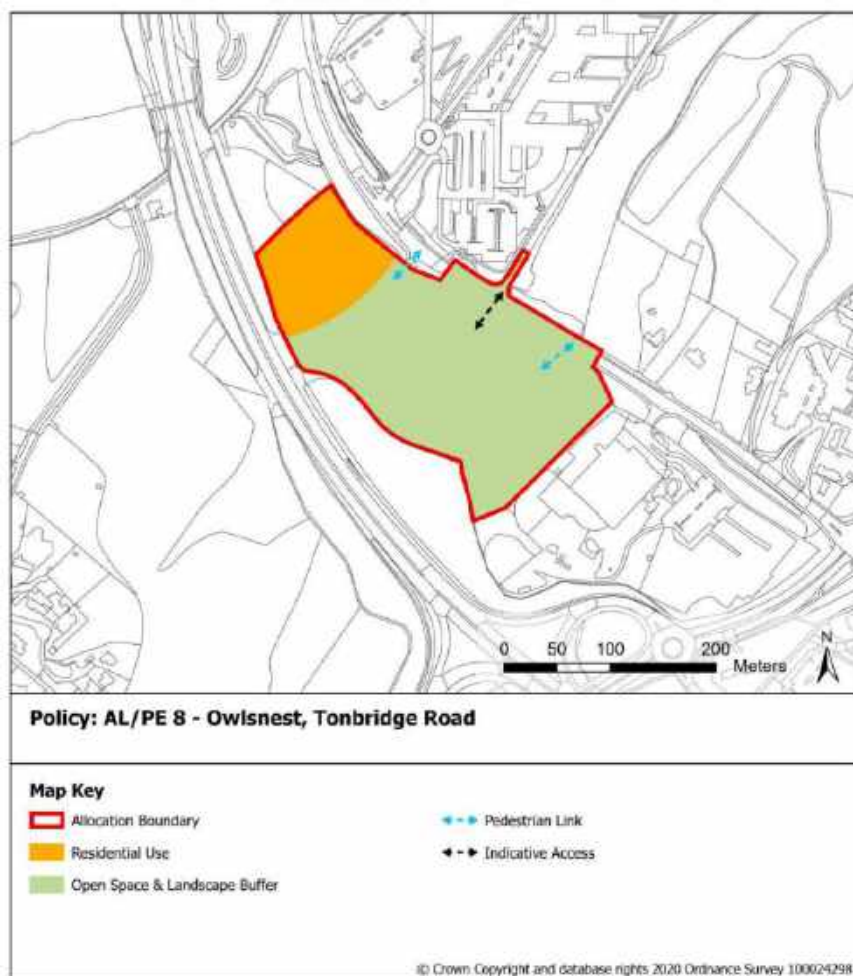 0 50 100 200
Meters
N
Policy: AL/PE 8 - Owlsnest, Tonbridge Road
Map Key
Allocation Boundary
Pedestrian Link
Residential Use
Indicative Access
Open Space & Landscape Buffer
© Crown Copyright and database rights 2020 Ordnance Survey 100024298